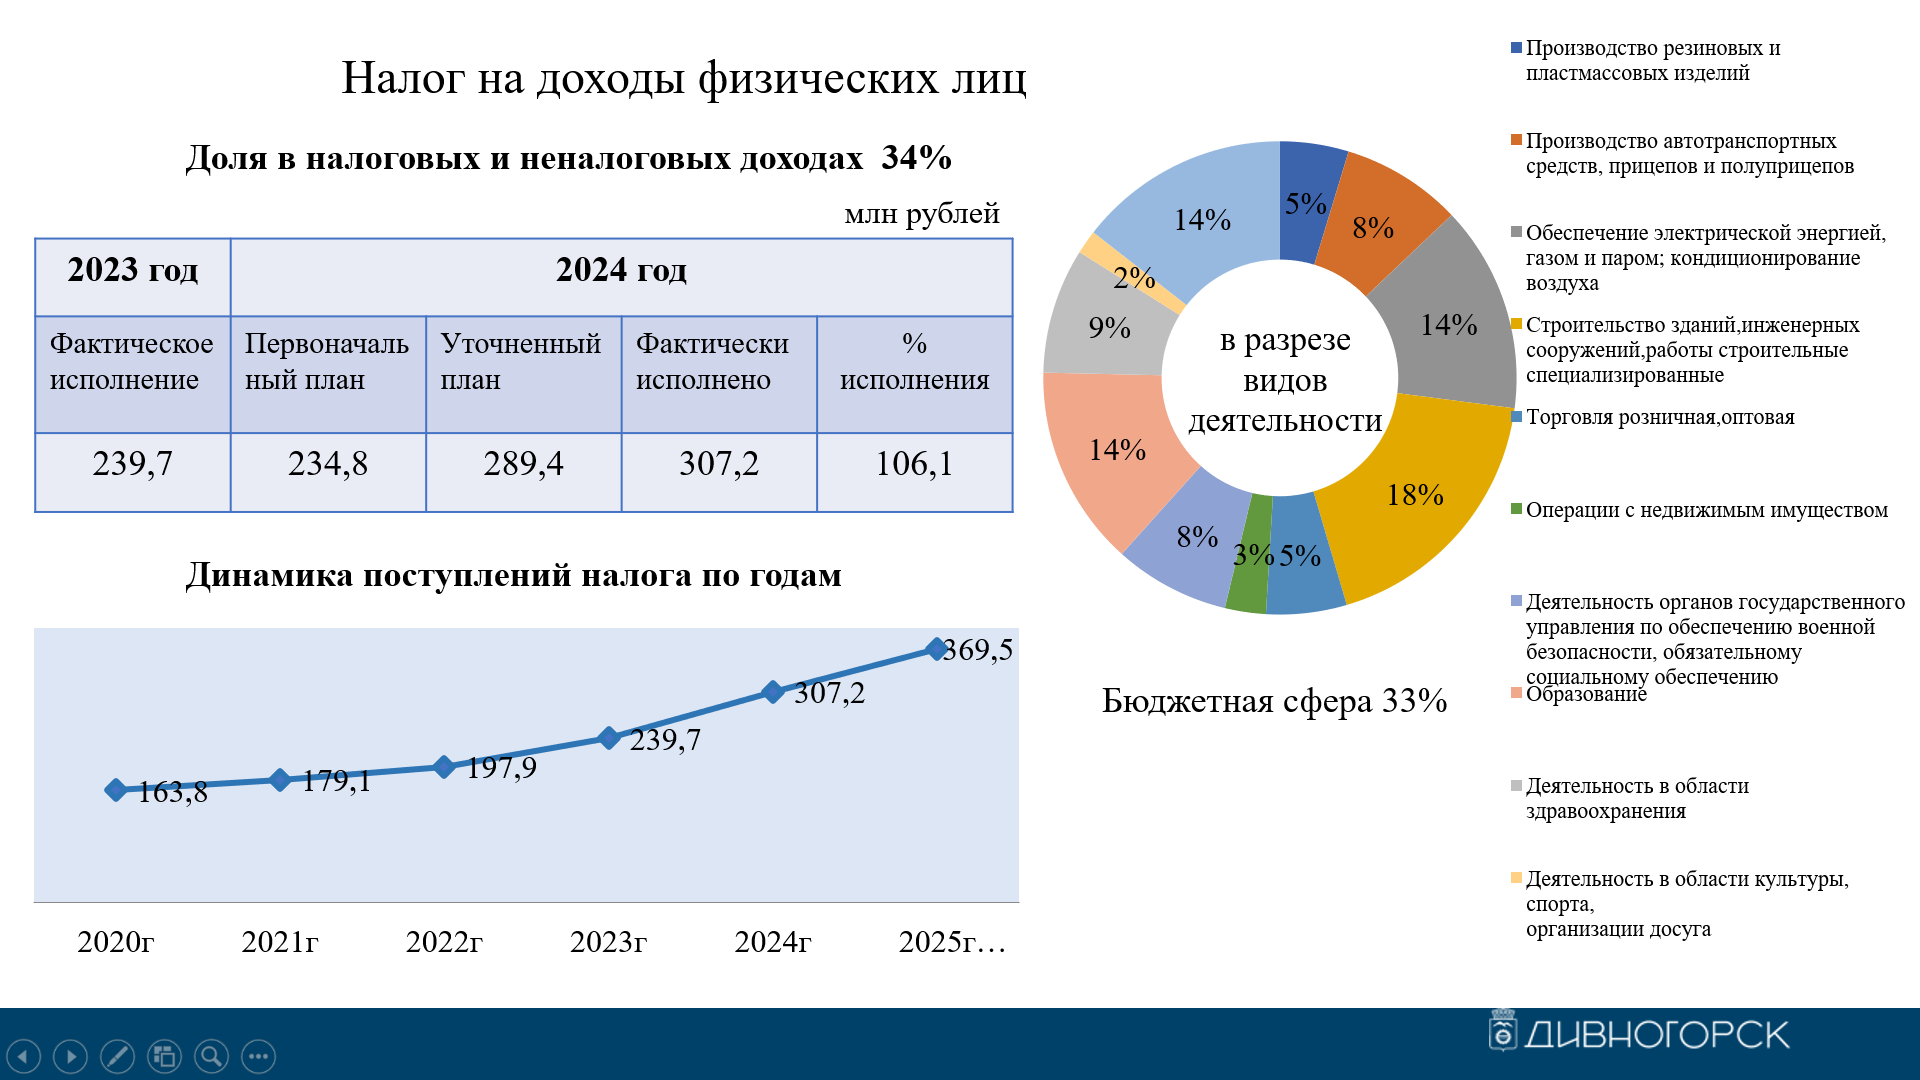 Налог на доходы физических лиц
Доля в налоговых и неналоговых доходах  34%
млн рублей
2023 год
2024 год
Фактическое
исполнение
Первоначаль
ный план
Уточненный
план
Фактически
исполнено
%
исполнения
239,7
234,8
289,4
307,2
106,1
Динамика поступлений налога по годам
163,8
179,1
197,9
239,7
307,2
369,5
2020г
2021г
2022г
2023г
2024г
2025г…
5%
8%
14%
18%
5%
3%
8%
14%
9%
2%
14%
в разрезе
видов
деятельности
Бюджетная сфера 33%
Производство резиновых и
пластмассовых изделий
Производство автотранспортных
средств, прицепов и полуприцепов
Обеспечение электрической энергией,
газом и паром; кондиционирование
воздуха
Строительство зданий,инженерных
сооружений,работы строительные
специализированные
Торговля розничная,оптовая
Операции с недвижимым имуществом
Деятельность органов государственного
управления по обеспечению военной
безопасности, обязательному
социальному обеспечению
Образование
Деятельность в области
здравоохранения
Деятельность в области культуры,
спорта,
организации досуга
ДИВНОГОРСК